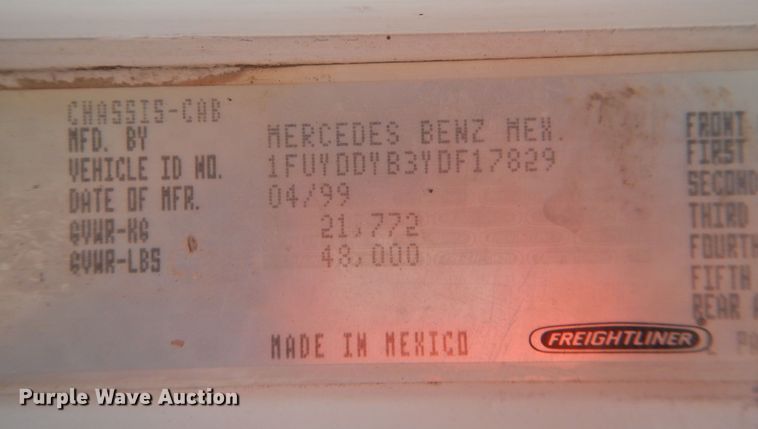 CHASSIS-CAB
MFD. BY MERCEDES BENZ MEX.
VEHICLE ID NO. 1FUYDDYB3YDF17829
DATE OF MFR. 04/99
GVWR-KG 21,772
GVWR-LBS 48,000
MADE IN MEXICO
FREIGHTLINER
FRONT
FIRST
SECOND
THIRD
FOURTH
FIFTH
REAR
Purple Wave Auction